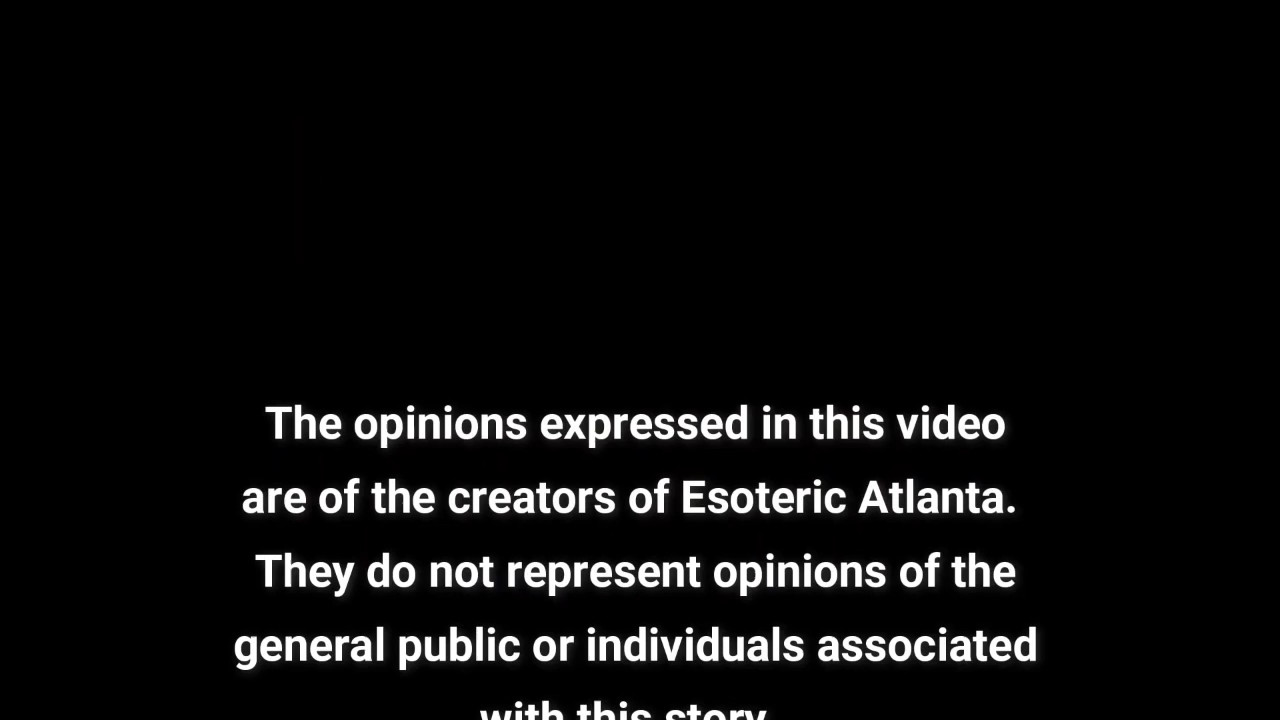 The opinions expressed in this video
are of the creators of Esoteric Atlanta.
They do not represent opinions of the
general public or individuals associated
with this story